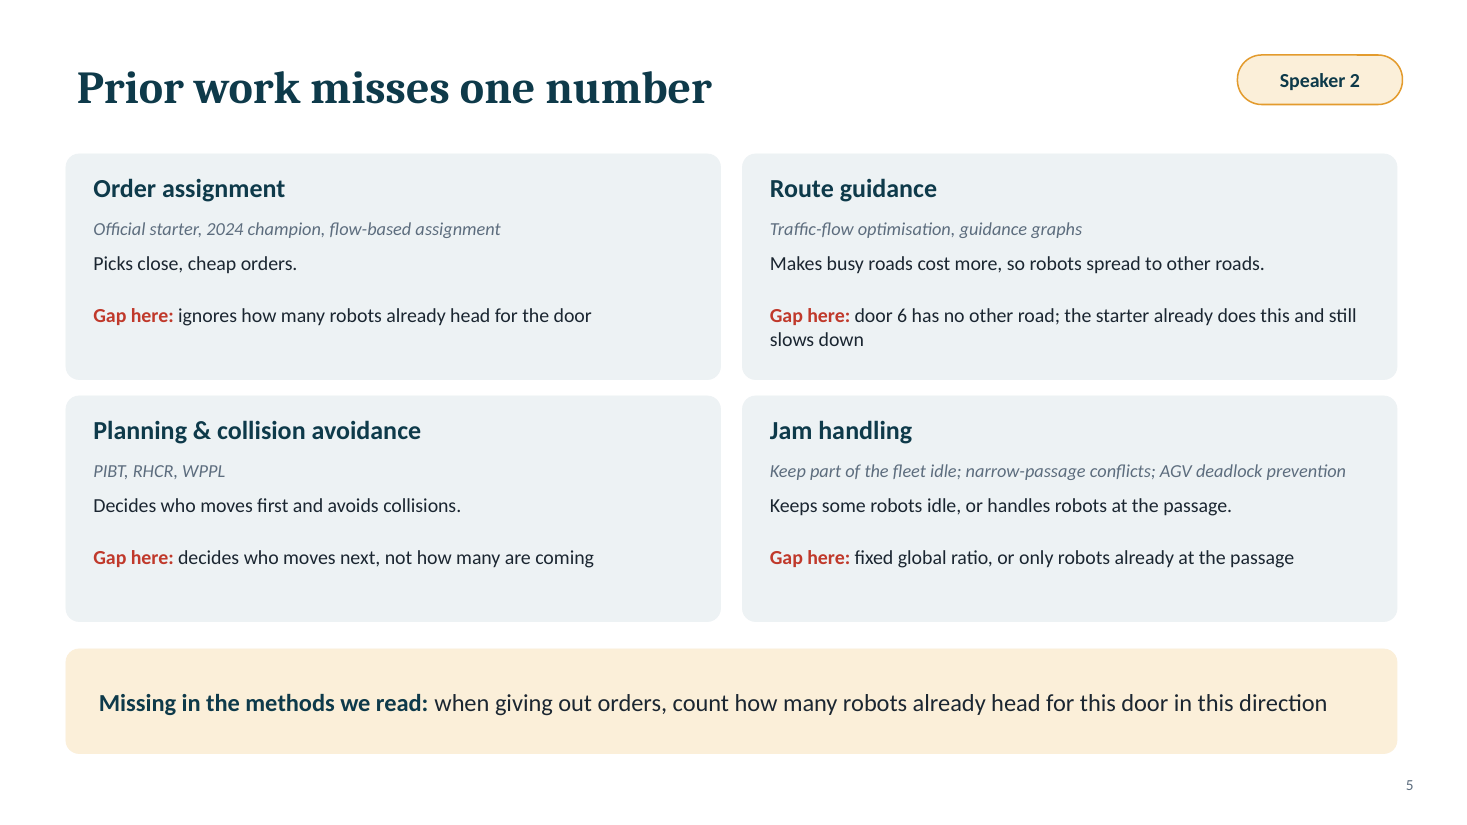 Prior work misses one number
Speaker 2
Order assignment
Official starter, 2024 champion, flow-based assignment
Picks close, cheap orders.
Gap here: ignores how many robots already head for the door
Route guidance
Traffic-flow optimisation, guidance graphs
Makes busy roads cost more, so robots spread to other roads.
Gap here: door 6 has no other road; the starter already does this and still
slows down
Planning & collision avoidance
PIBT, RHCR, WPPL
Decides who moves first and avoids collisions.
Gap here: decides who moves next, not how many are coming
Jam handling
Keep part of the fleet idle; narrow-passage conflicts; AGV deadlock prevention
Keeps some robots idle, or handles robots at the passage.
Gap here: fixed global ratio, or only robots already at the passage
Missing in the methods we read: when giving out orders, count how many robots already head for this door in this direction
5